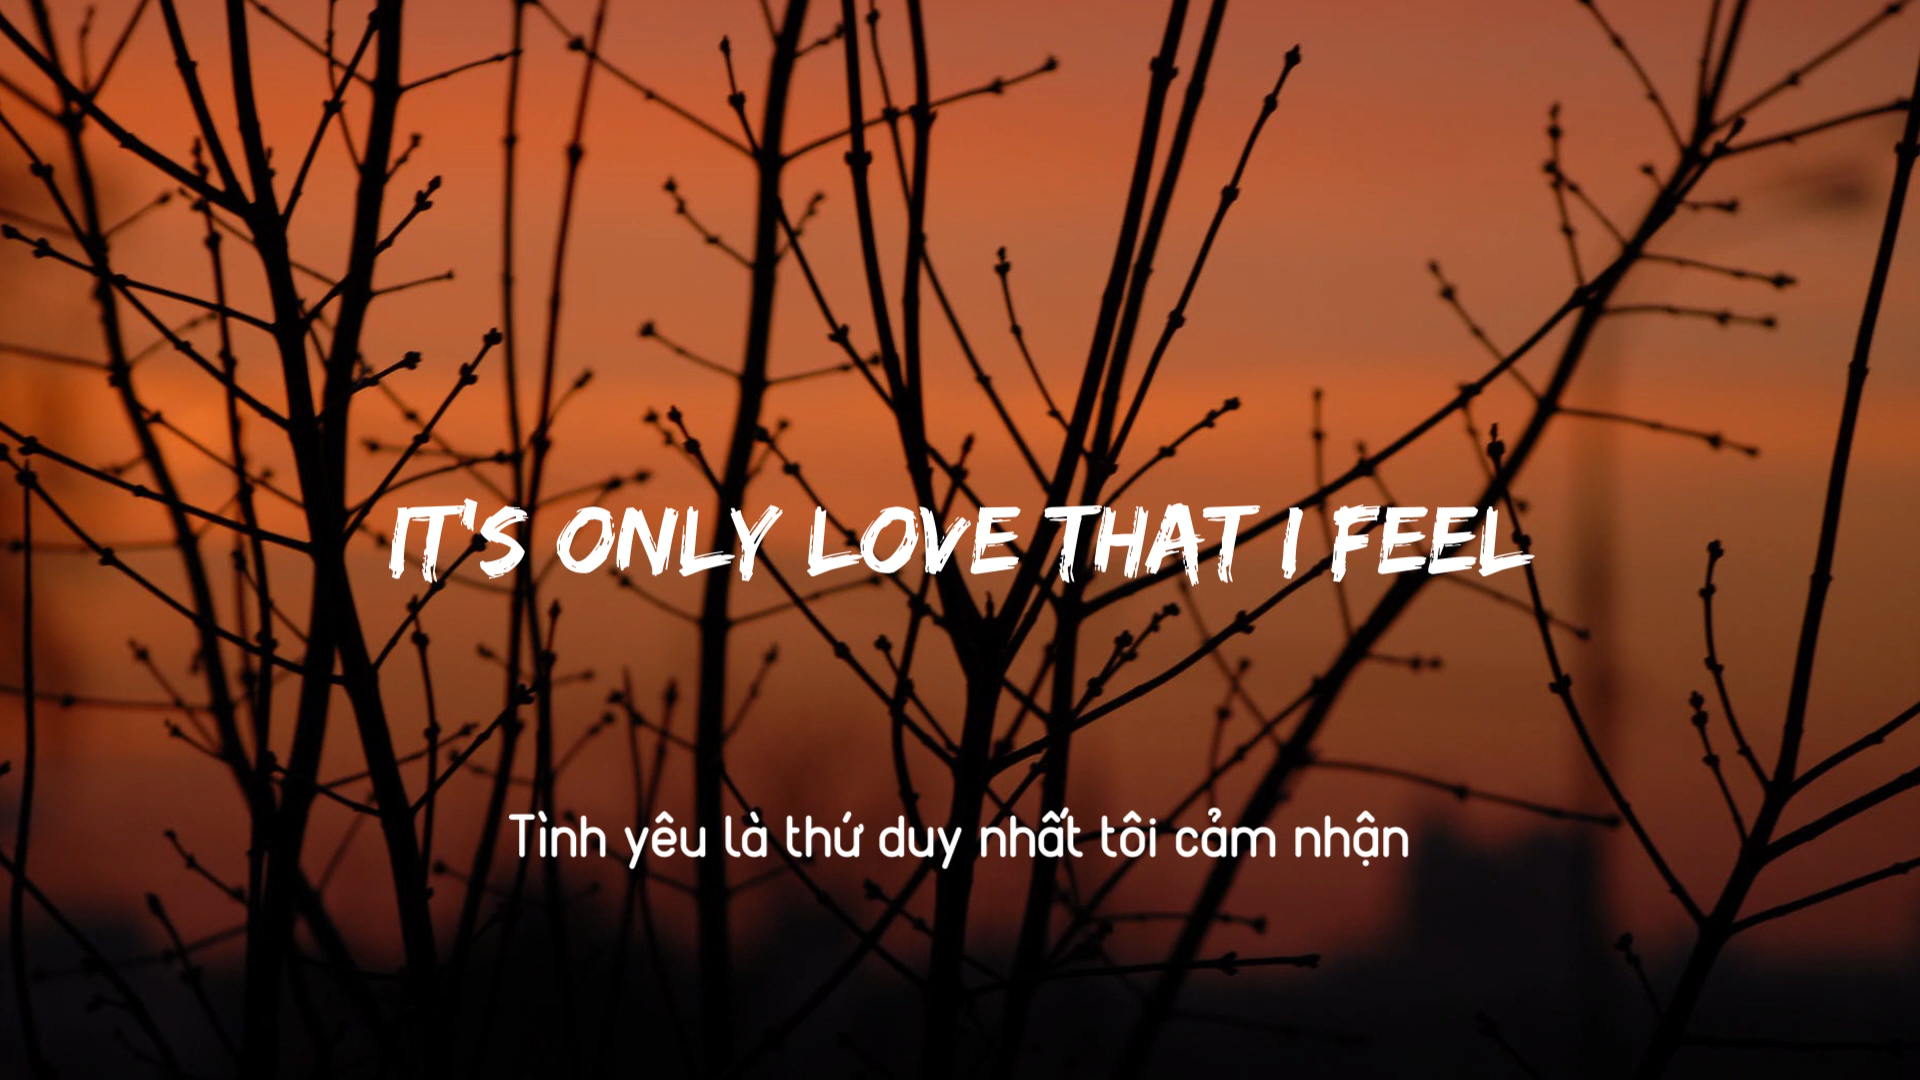 IT'S ONLY LOVE THAT I FEEL
Tình yêu là thứ duy nhất tôi cảm nhận